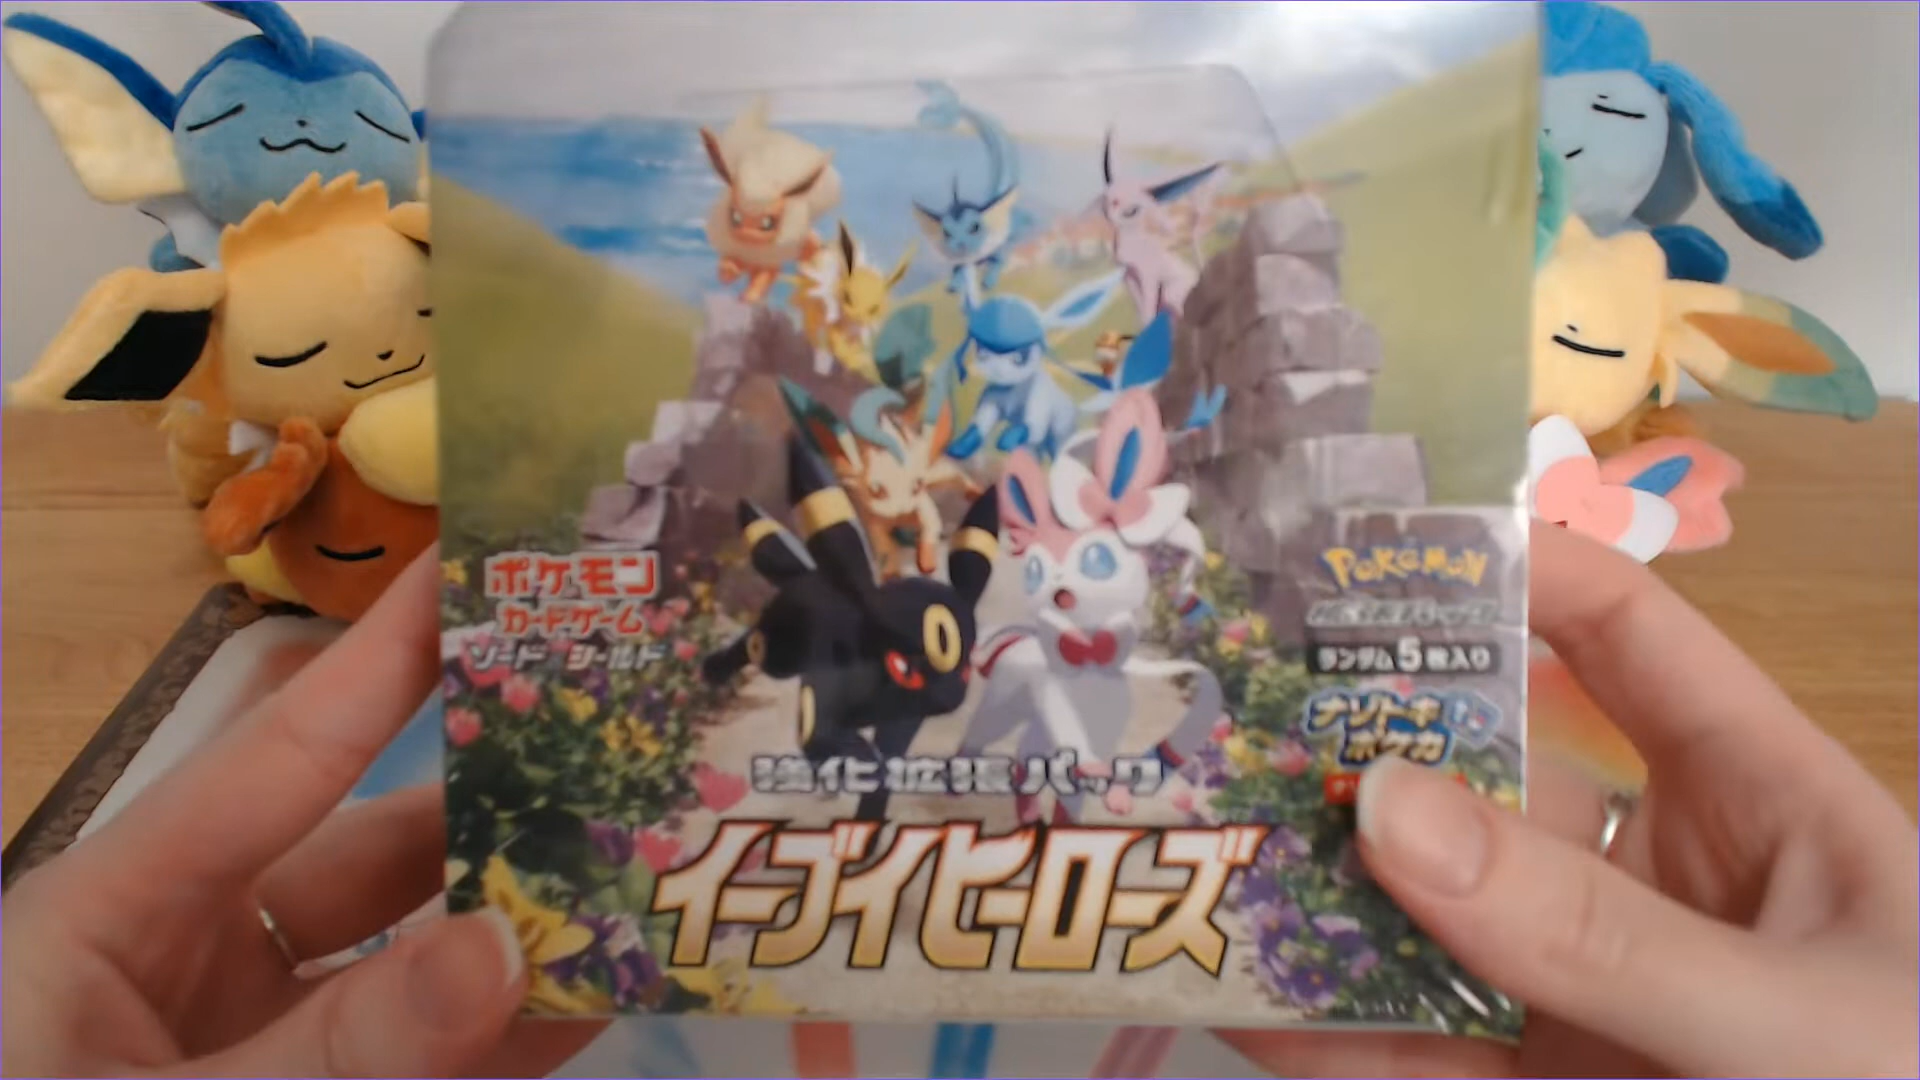 ポケモン
カードゲーム
ソード シールド
Pokémon
強化拡張パック
ランダム5枚入り
ナゾトキ
ポケカ
強化拡張パック
イーブイヒーローズ